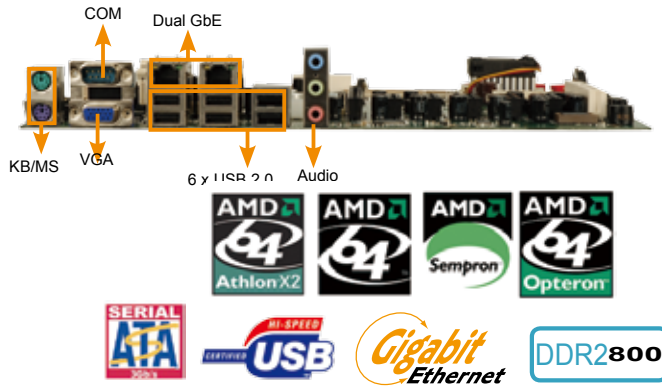 COM
Dual GbE
KB/MS
VGA
6 x USB 2.0
Audio
AMD
64
Athlon X2
AMD
64
AMD
Sempron
AMD
64
Opteron
SERIAL
ATA
3Gb/s
HI-SPEED
CERTIFIED
USB
Gigabit
Ethernet
DDR2800